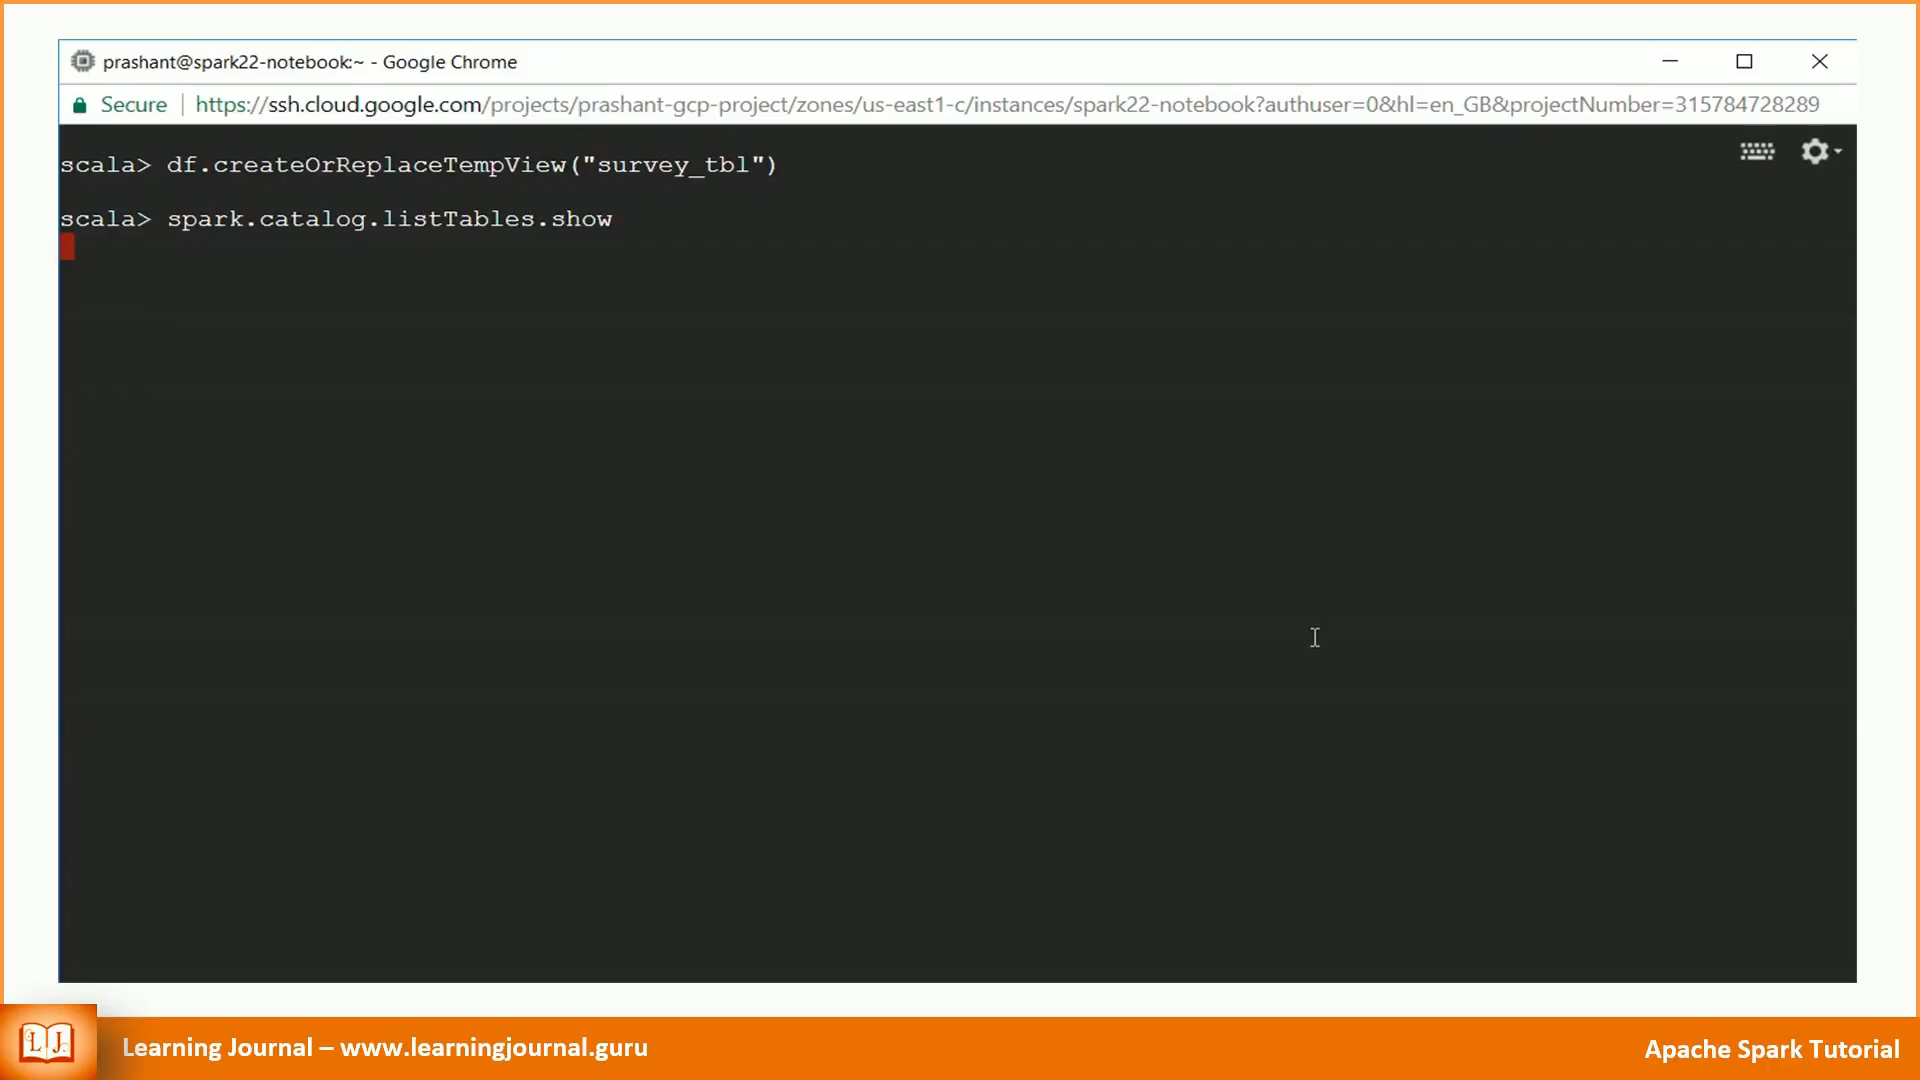 prashant@spark22-notebook:~ - Google Chrome
Secure | https://ssh.cloud.google.com/projects/prashant-gcp-project/zones/us-east1-c/instances/spark22-notebook?authuser=0&hl=en_GB&projectNumber=315784728289
scala> df.createOrReplaceTempView("survey_tbl")
scala> spark.catalog.listTables.show
LJ
Learning Journal – www.learningjournal.guru
Apache Spark Tutorial